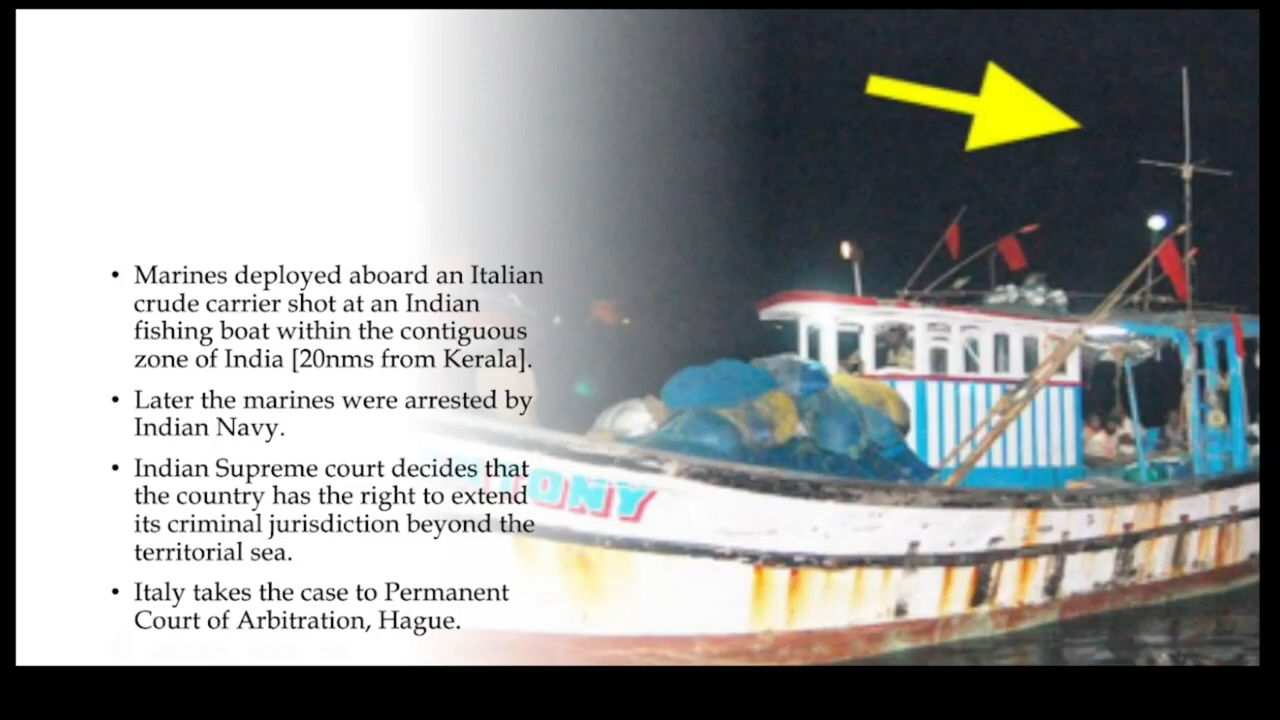 • Marines deployed aboard an Italian
crude carrier shot at an Indian
fishing boat within the contiguous
zone of India [20nms from Kerala].
• Later the marines were arrested by
Indian Navy.
• Indian Supreme court decides that
the country has the right to extend
its criminal jurisdiction beyond the
territorial sea.
• Italy takes the case to Permanent
Court of Arbitration, Hague.